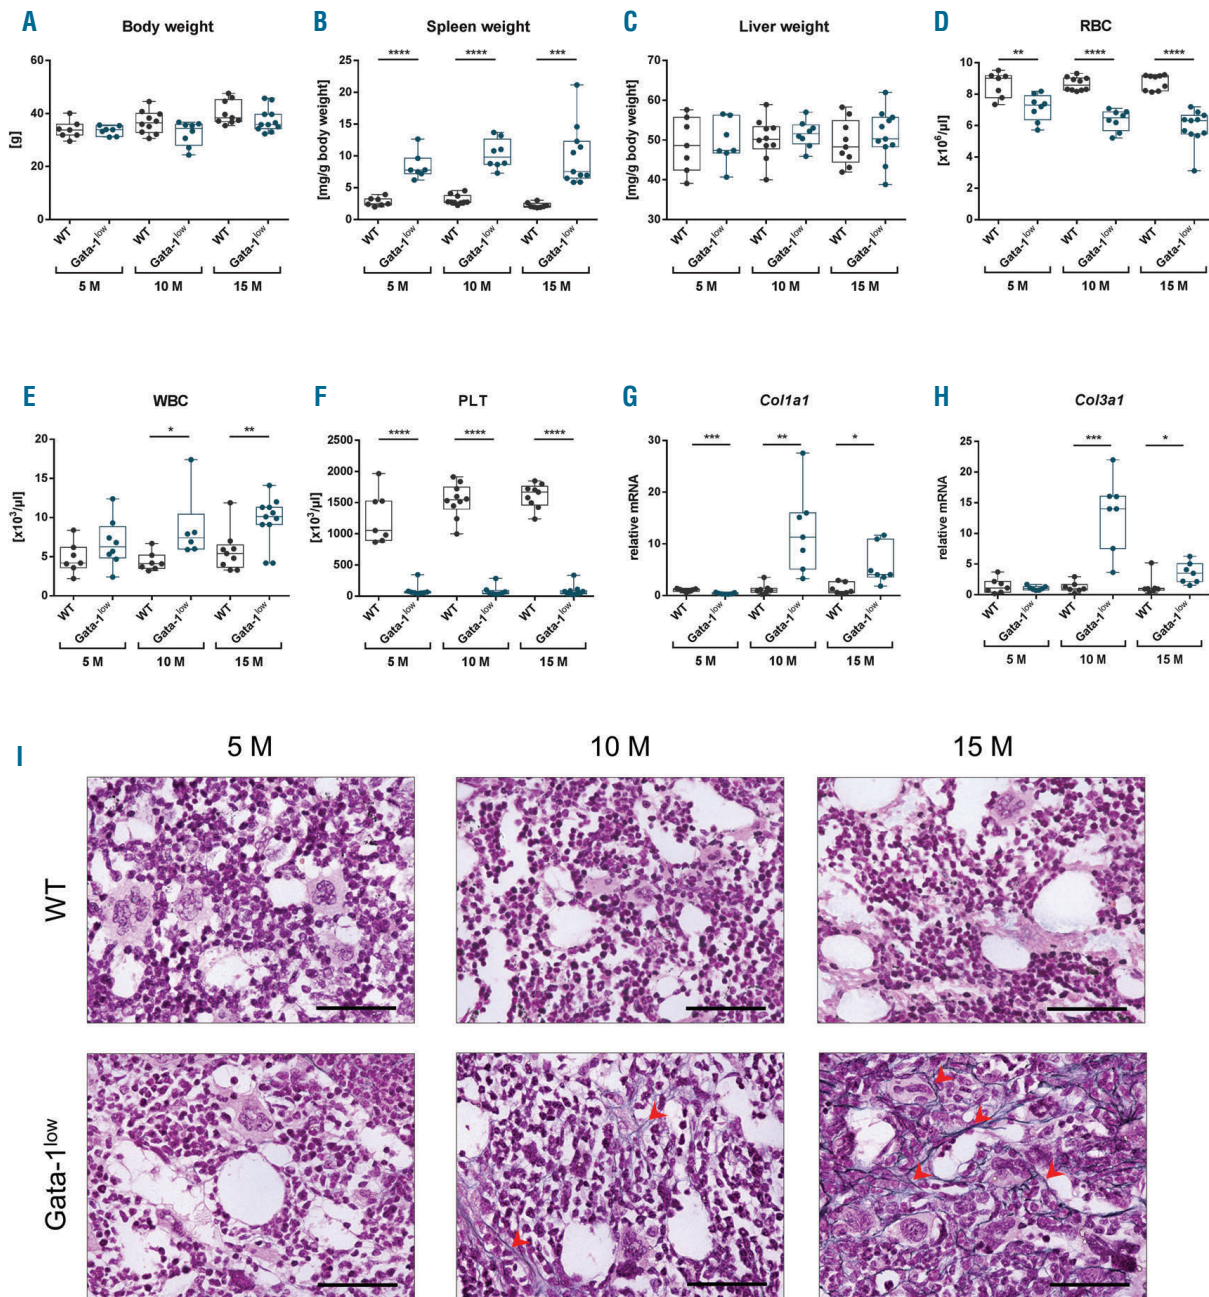 A Body weight
60
40
20
0
[g]
WT
Gata-1low
WT
Gata-1low
WT
Gata-1low
5 M
10 M
15 M
B Spleen weight
**** **** ***
25
20
15
10
5
0
[mg/g body weight]
WT
Gata-1low
WT
Gata-1low
WT
Gata-1low
5 M
10 M
15 M
C Liver weight
70
60
50
40
30
[mg/g body weight]
WT
Gata-1low
WT
Gata-1low
WT
Gata-1low
5 M
10 M
15 M
D RBC
** **** ****
10
8
6
4
2
0
[x10⁶/µl]
WT
Gata-1low
WT
Gata-1low
WT
Gata-1low
5 M
10 M
15 M
E WBC
* **
20
15
10
5
0
[x10³/µl]
WT
Gata-1low
WT
Gata-1low
WT
Gata-1low
5 M
10 M
15 M
F PLT
**** **** ****
2500
2000
1500
1000
500
0
[x10³/µl]
WT
Gata-1low
WT
Gata-1low
WT
Gata-1low
5 M
10 M
15 M
G Col1a1
*** ** *
30
20
10
0
relative mRNA
WT
Gata-1low
WT
Gata-1low
WT
Gata-1low
5 M
10 M
15 M
H Col3a1
*** *
25
20
15
10
5
0
relative mRNA
WT
Gata-1low
WT
Gata-1low
WT
Gata-1low
5 M
10 M
15 M
I
5 M
10 M
15 M
WT
Gata-1low